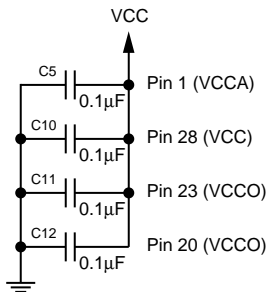 VCC
C5
0.1μF
Pin 1 (VCCA)
C10
0.1μF
Pin 28 (VCC)
C11
0.1μF
Pin 23 (VCCO)
C12
0.1μF
Pin 20 (VCCO)